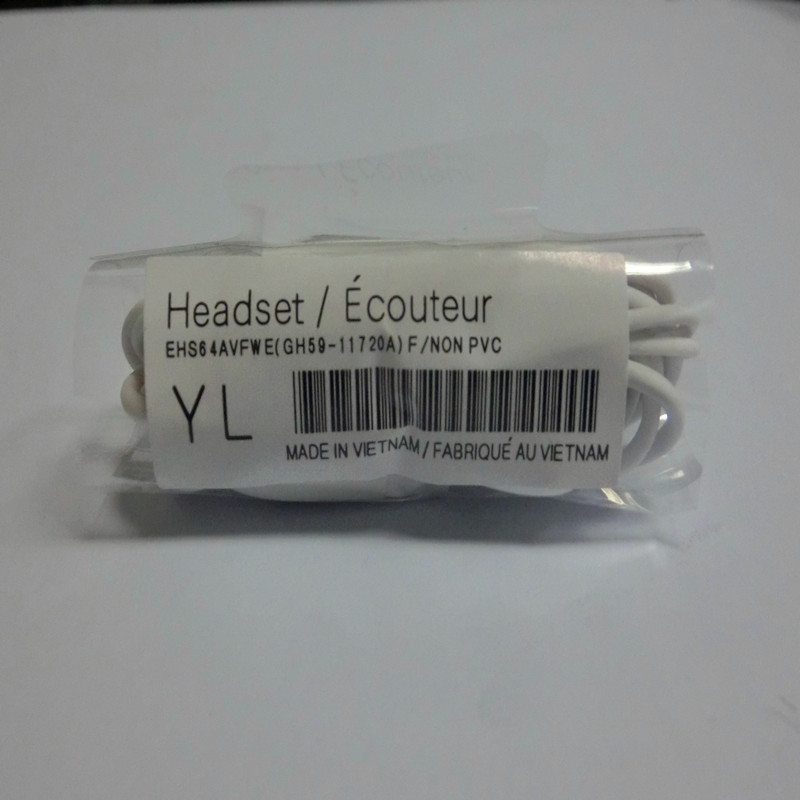 Headset / Écouteur
EHS64AVFWE(GH59-11720A)F/NON PVC
YL
MADE IN VIETNAM / FABRIQUÉ AU VIETNAM